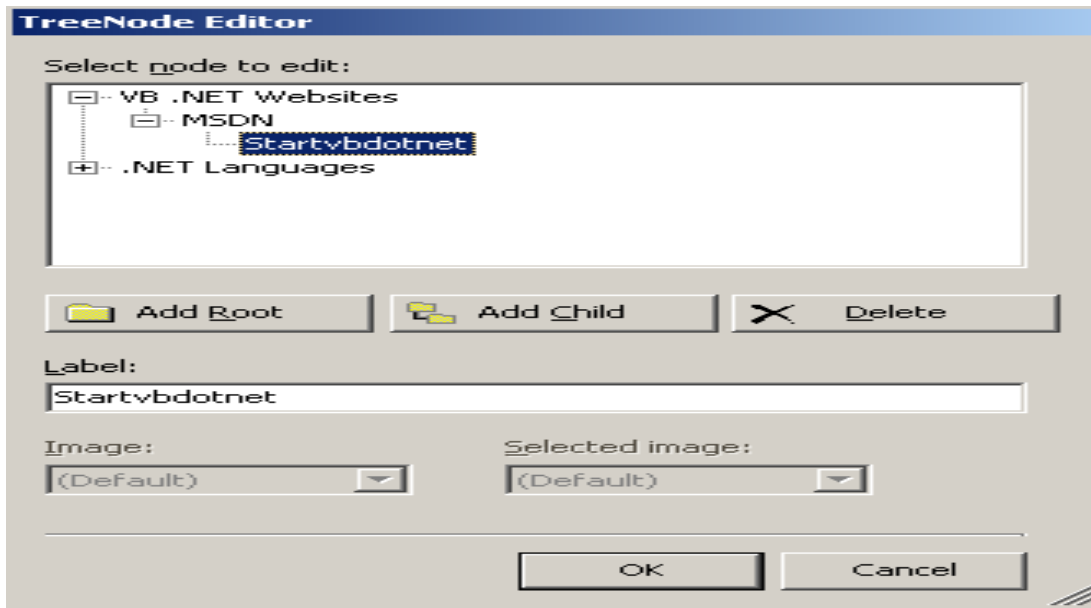 TreeNode Editor
Select node to edit:
VB .NET Websites
MSDN
Startvbdotnet
.NET Languages
Add Root
Add Child
Delete
Label:
Startvbdotnet
Image:
Selected image:
(Default)
(Default)
OK
Cancel